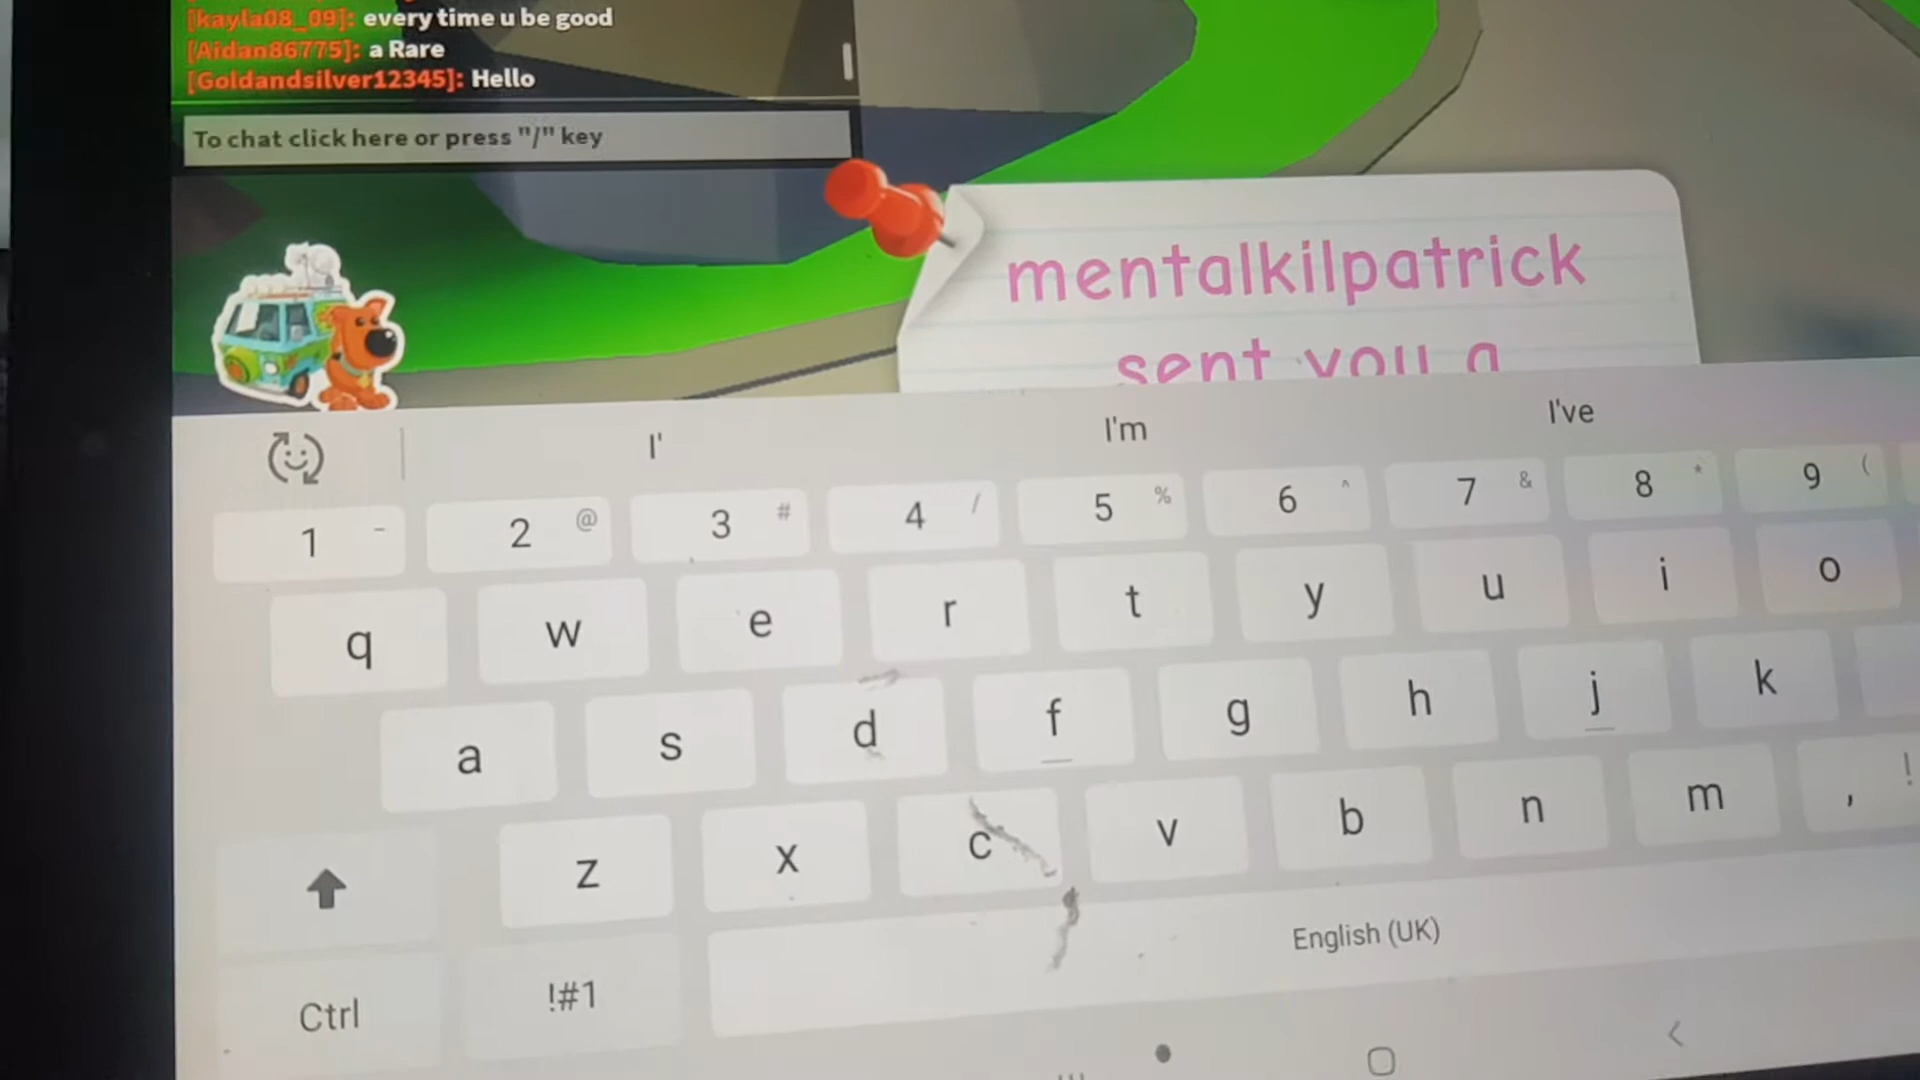 [kayla08_09]: every time u be good
[Aidan86775]: a Rare
[Goldandsilver12345]: Hello
To chat click here or press "/" key
mentalkilpatrick
sent you a
I' I'm I've
1 - 2 @ 3 # 4 / 5 % 6 ^ 7 & 8 * 9 (
q w e r t y u i o
a s d f g h j k
z x c v b n m , !
Ctrl !#1 English (UK)